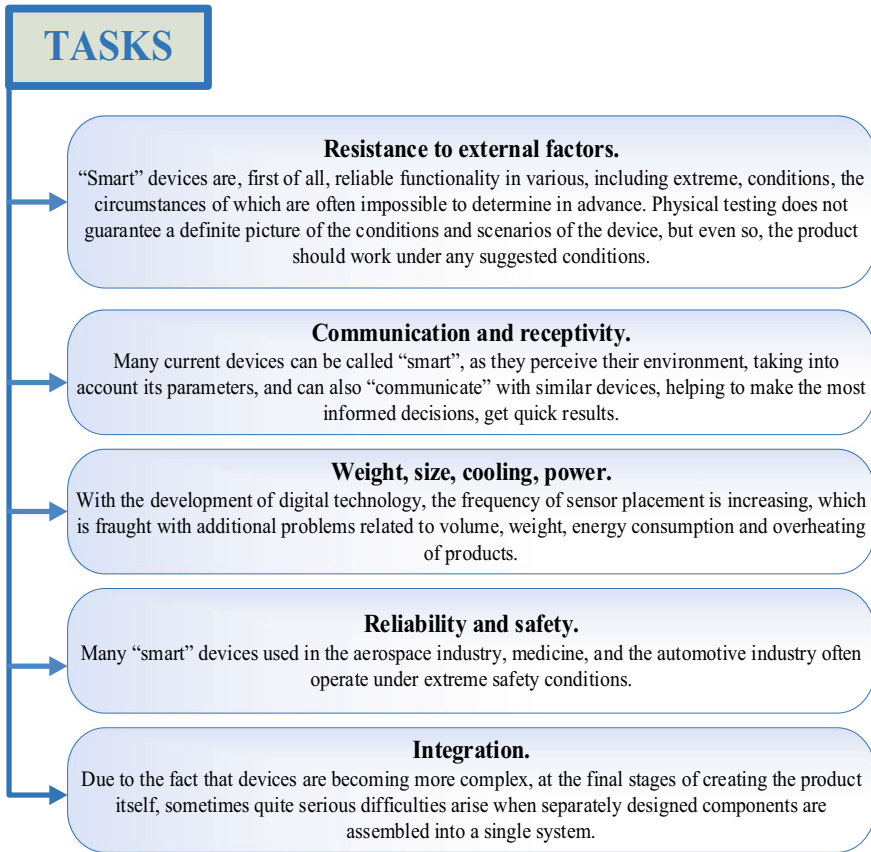 TASKS
Resistance to external factors.
“Smart” devices are, first of all, reliable functionality in various, including extreme, conditions, the
circumstances of which are often impossible to determine in advance. Physical testing does not
guarantee a definite picture of the conditions and scenarios of the device, but even so, the product
should work under any suggested conditions.
Communication and receptivity.
Many current devices can be called “smart”, as they perceive their environment, taking into
account its parameters, and can also “communicate” with similar devices, helping to make the most
informed decisions, get quick results.
Weight, size, cooling, power.
With the development of digital technology, the frequency of sensor placement is increasing, which
is fraught with additional problems related to volume, weight, energy consumption and overheating
of products.
Reliability and safety.
Many “smart” devices used in the aerospace industry, medicine, and the automotive industry often
operate under extreme safety conditions.
Integration.
Due to the fact that devices are becoming more complex, at the final stages of creating the product
itself, sometimes quite serious difficulties arise when separately designed components are
assembled into a single system.